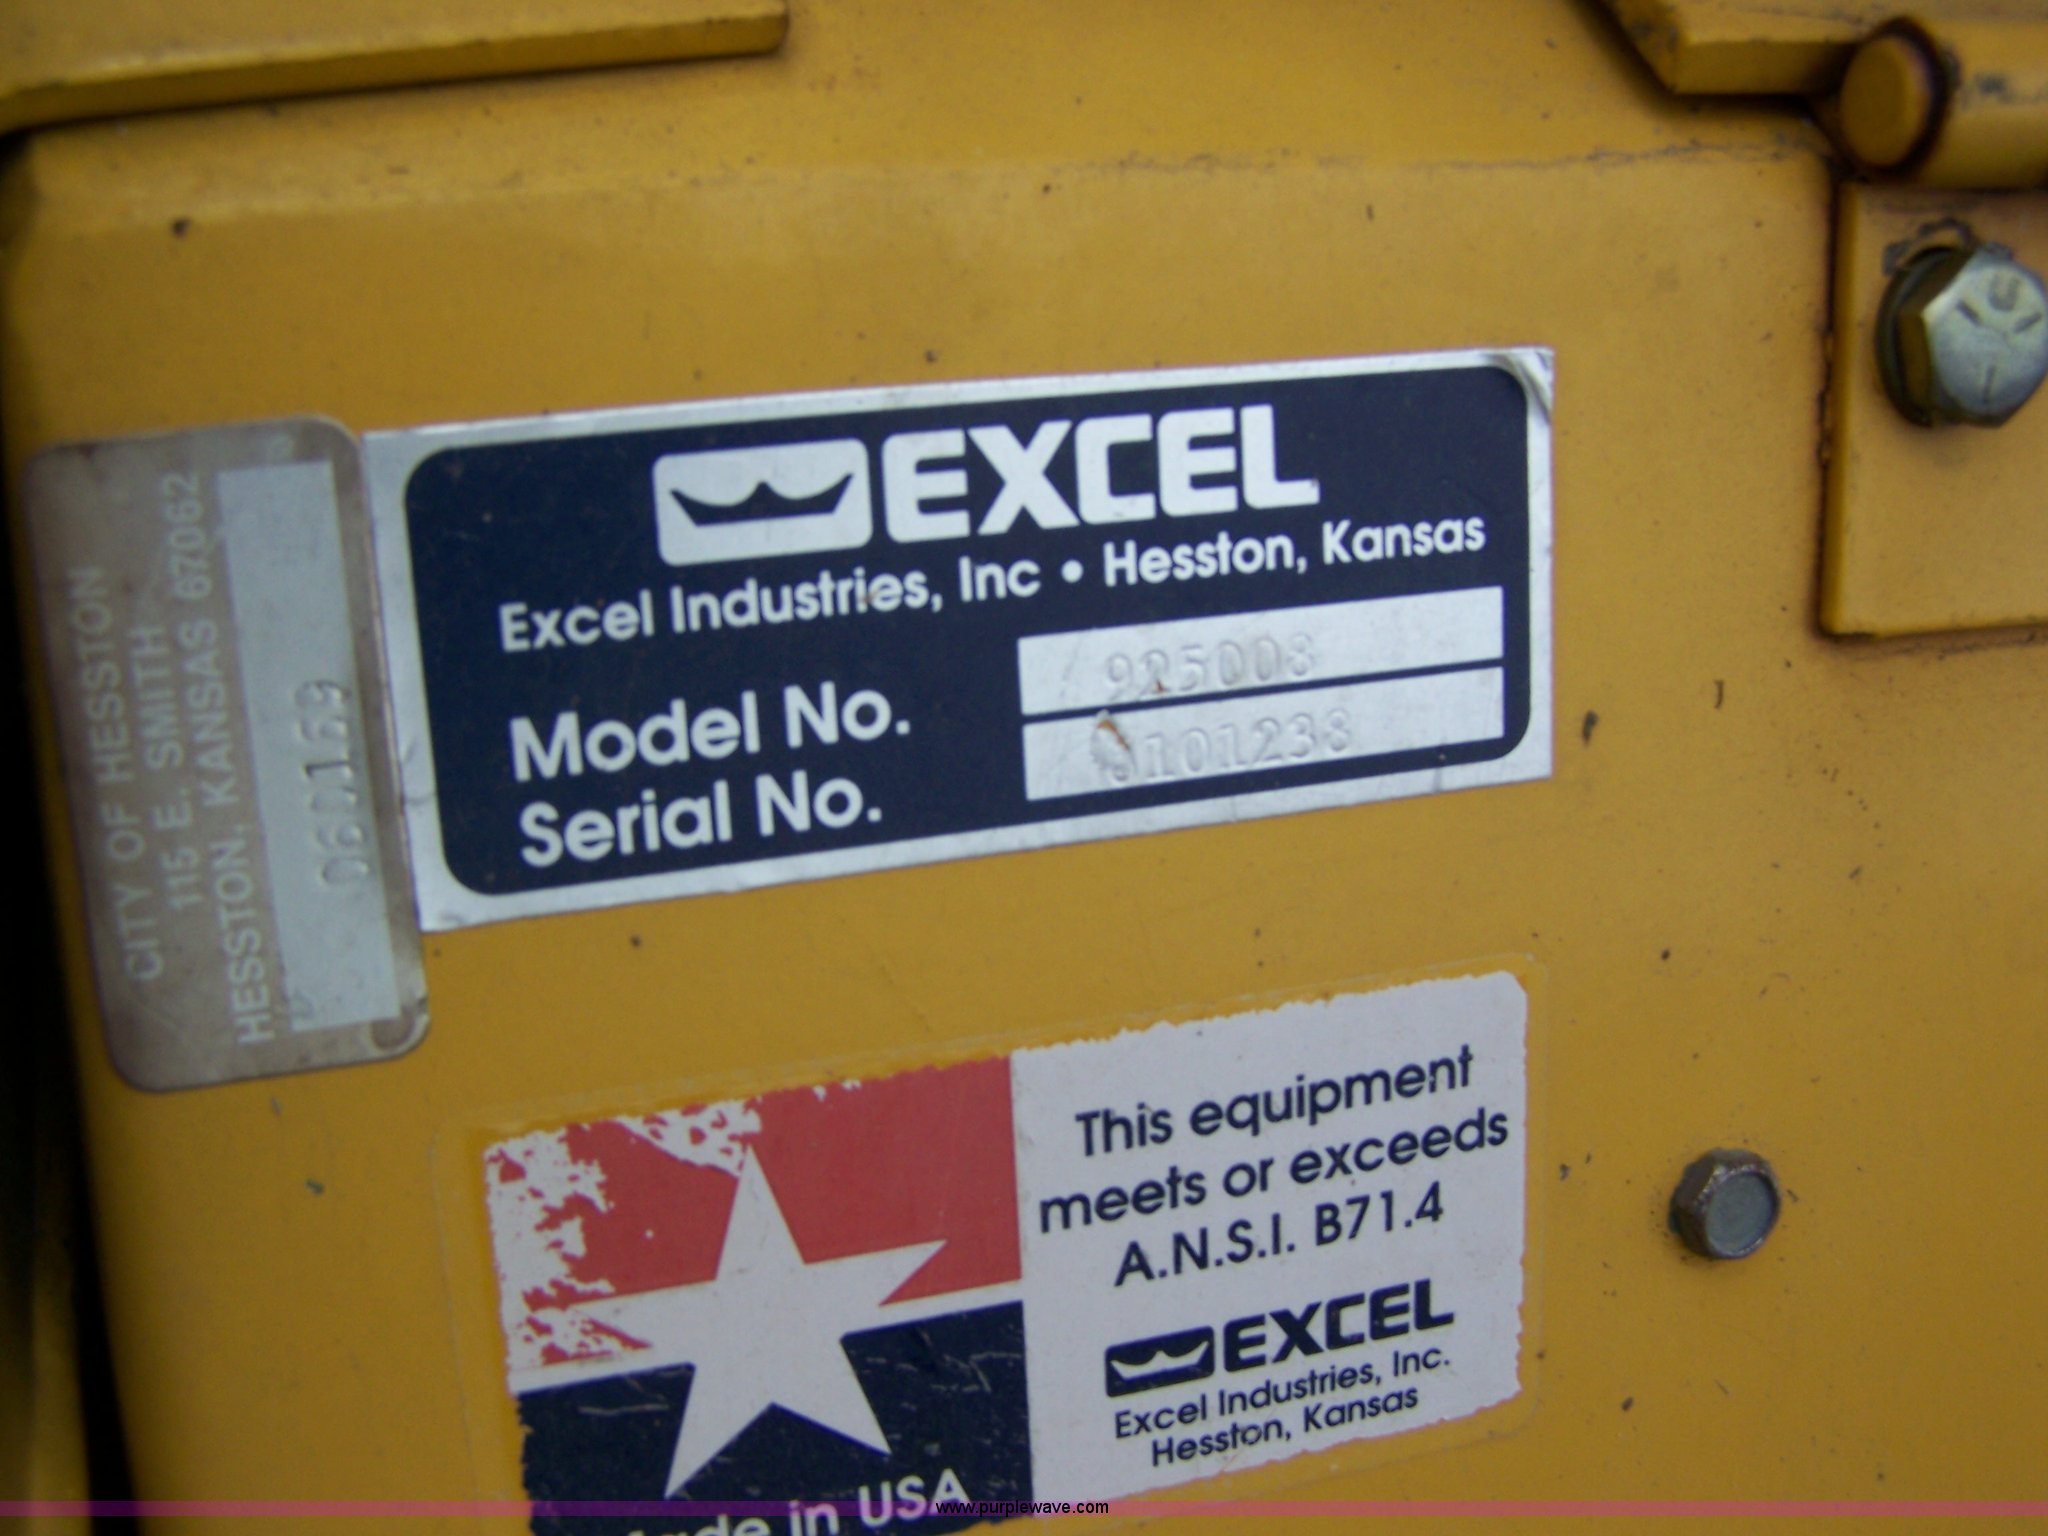 CITY OF HESSTON
115 E. SMITH
HESSTON, KANSAS 67062
EXCEL
Excel Industries, Inc • Hesston, Kansas
Model No. 925008
Serial No.
This equipment
meets or exceeds
A.N.S.I. B71.4
EXCEL
Excel Industries, Inc.
Hesston, Kansas
in USA
www.purplewave.com